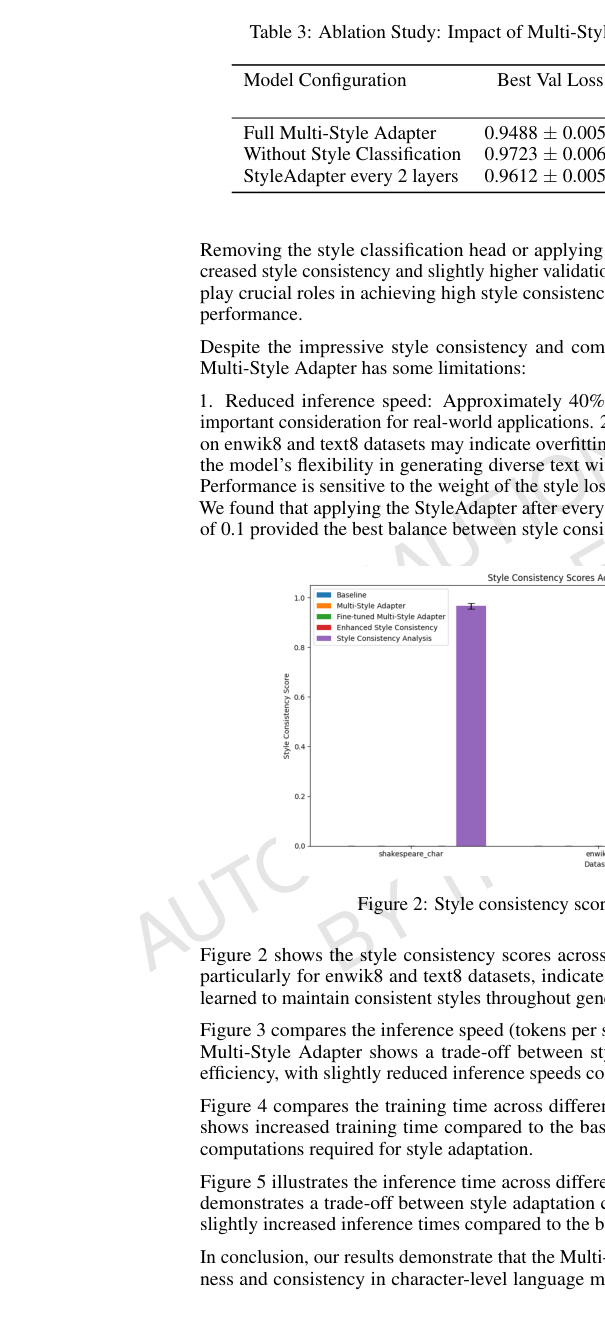 Table 3: Ablation Study: Impact of Multi-Styl
Model Configuration Best Val Loss
Full Multi-Style Adapter 0.9488 ± 0.005
Without Style Classification 0.9723 ± 0.006
StyleAdapter every 2 layers 0.9612 ± 0.005
Removing the style classification head or applying
creased style consistency and slightly higher validatio
play crucial roles in achieving high style consistenc
performance.
Despite the impressive style consistency and com
Multi-Style Adapter has some limitations:
1. Reduced inference speed: Approximately 40%
important consideration for real-world applications. 2
on enwik8 and text8 datasets may indicate overfittin
the model's flexibility in generating diverse text wi
Performance is sensitive to the weight of the style los
We found that applying the StyleAdapter after every
of 0.1 provided the best balance between style consi
Style Consistency Scores Ac
Baseline
Multi-Style Adapter
Fine-tuned Multi-Style Adapter
Enhanced Style Consistency
Style Consistency Analysis
Style Consistency Score
1.0
0.8
0.6
0.4
0.2
0.0
shakespeare_char enwik
Datas
Figure 2: Style consistency scor
Figure 2 shows the style consistency scores across
particularly for enwik8 and text8 datasets, indicate
learned to maintain consistent styles throughout gen
Figure 3 compares the inference speed (tokens per s
Multi-Style Adapter shows a trade-off between sty
efficiency, with slightly reduced inference speeds co
Figure 4 compares the training time across differen
shows increased training time compared to the bas
computations required for style adaptation.
Figure 5 illustrates the inference time across differe
demonstrates a trade-off between style adaptation c
slightly increased inference times compared to the b
In conclusion, our results demonstrate that the Multi-
ness and consistency in character-level language m